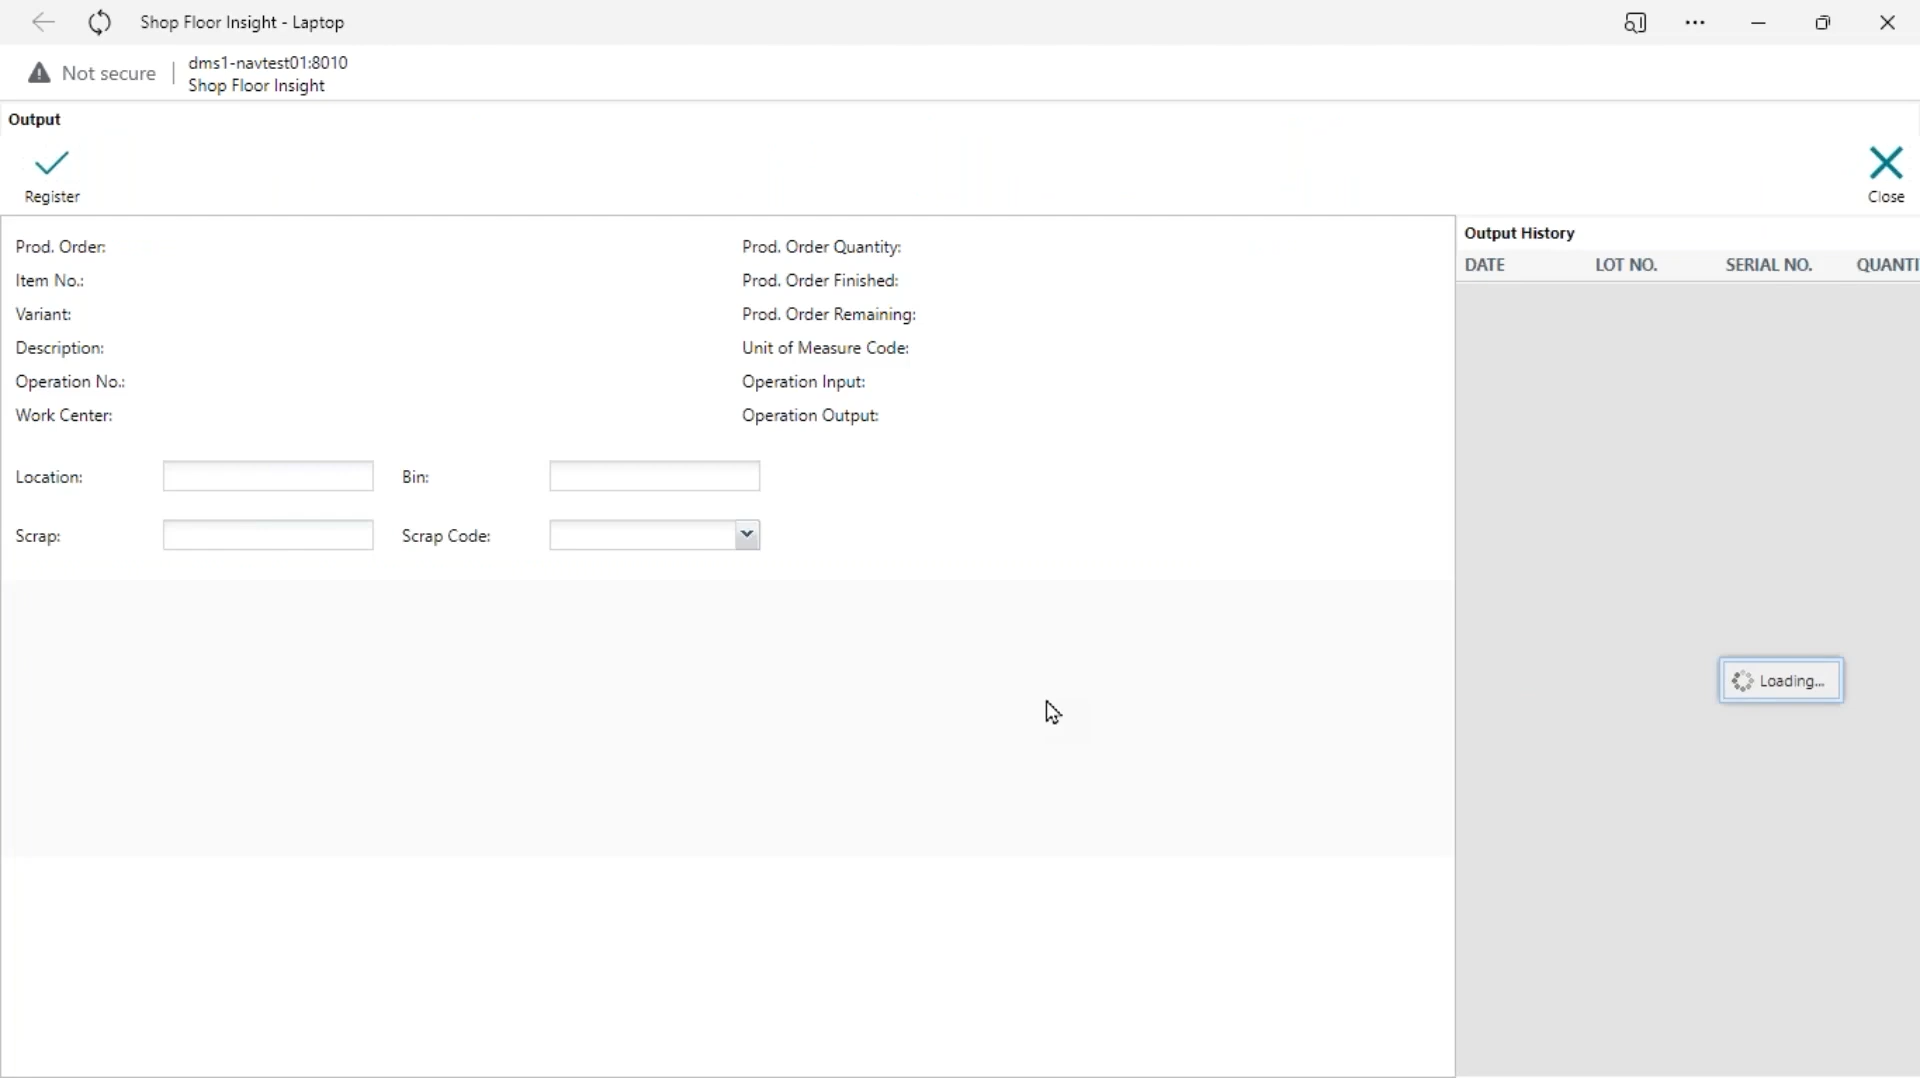 Shop Floor Insight - Laptop
Not secure
dms1-navtest01:8010
Shop Floor Insight
Output
Register
Close
Prod. Order:
Item No.:
Variant:
Description:
Operation No.:
Work Center:
Prod. Order Quantity:
Prod. Order Finished:
Prod. Order Remaining:
Unit of Measure Code:
Operation Input:
Operation Output:
Location:
Bin:
Scrap:
Scrap Code:
Output History
DATE LOT NO. SERIAL NO. QUANTI
Loading...